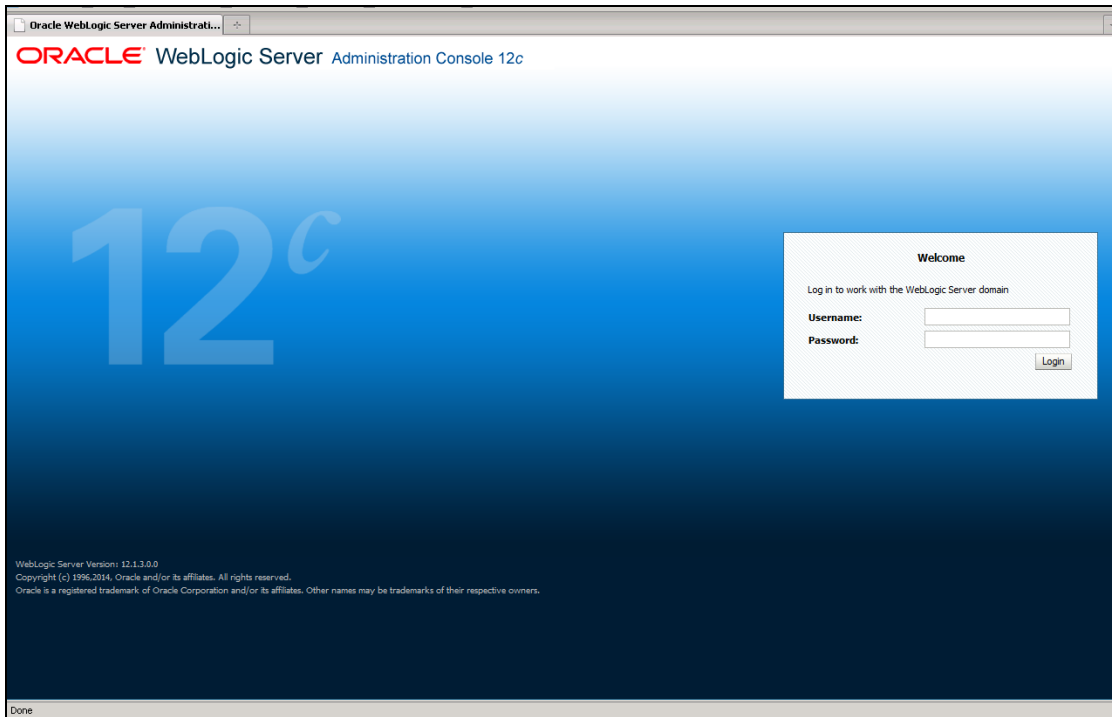 Oracle WebLogic Server Administrati...
ORACLE WebLogic Server Administration Console 12c
12c
Welcome
Log in to work with the WebLogic Server domain
Username:
Password:
Login
WebLogic Server Version: 12.1.3.0.0
Copyright (c) 1996,2014, Oracle and/or its affiliates. All rights reserved.
Oracle is a registered trademark of Oracle Corporation and/or its affiliates. Other names may be trademarks of their respective owners.
Done